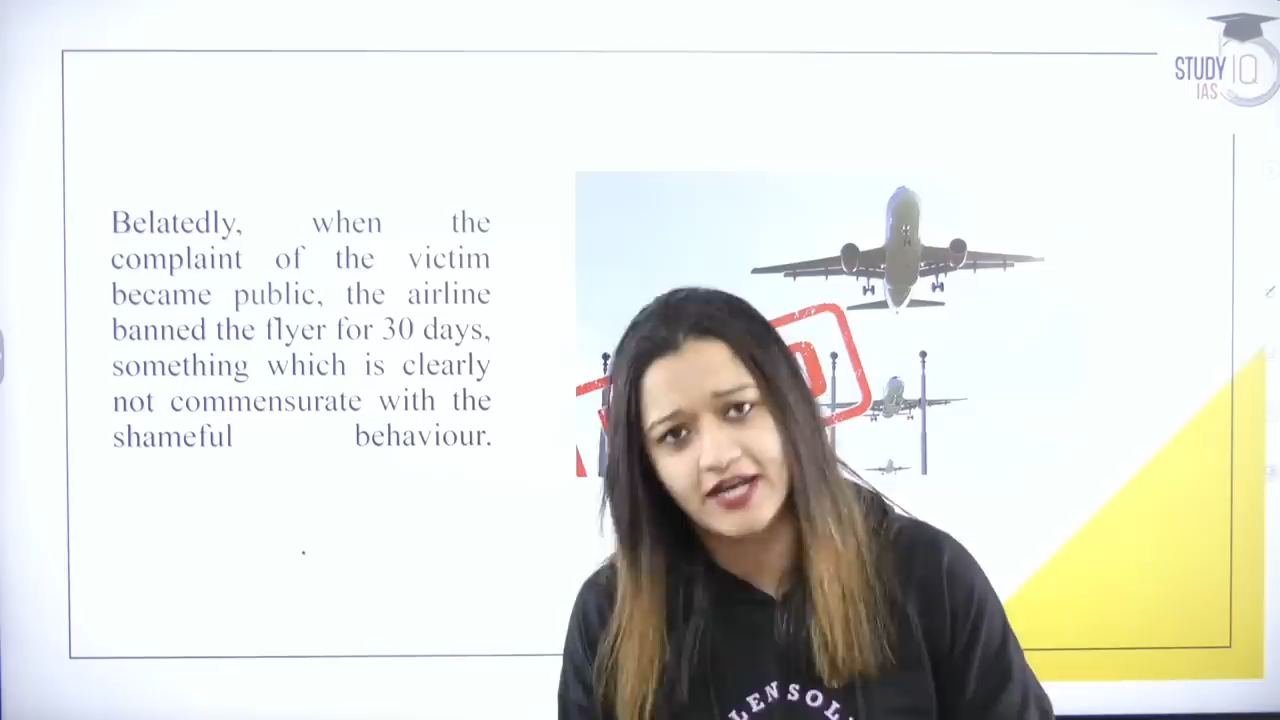 STUDY IQ
IAS
Belatedly, when the
complaint of the victim
became public, the airline
banned the flyer for 30 days,
something which is clearly
not commensurate with the
shameful behaviour.